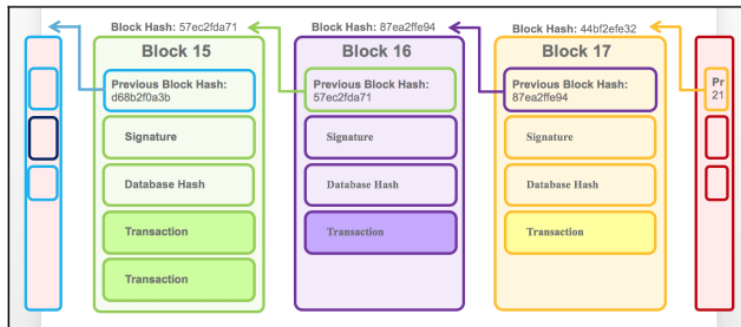 Block Hash: 57ec2fda71
Block Hash: 87ea2ffe94
Block Hash: 44bf2efe32
Block 15
Previous Block Hash:
d68b2f0a3b
Signature
Database Hash
Transaction
Transaction
Block 16
Previous Block Hash:
57ec2fda71
Signature
Database Hash
Transaction
Block 17
Previous Block Hash:
87ea2ffe94
Signature
Database Hash
Transaction
Pr
21